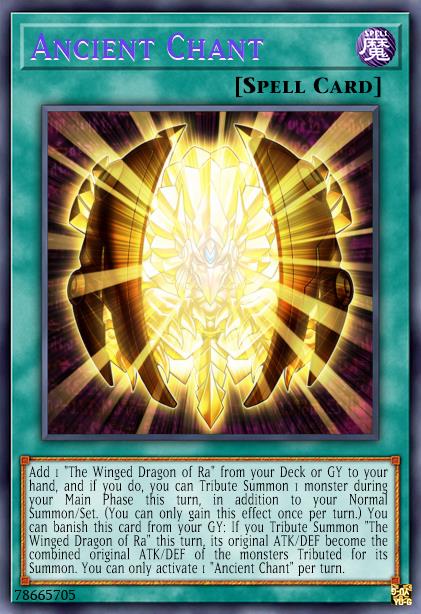 Ancient Chant
SPELL
魔
[Spell Card]
Add 1 "The Winged Dragon of Ra" from your Deck or GY to your
hand, and if you do, you can Tribute Summon 1 monster during
your Main Phase this turn, in addition to your Normal
Summon/Set. (You can only gain this effect once per turn.) You
can banish this card from your GY: If you Tribute Summon "The
Winged Dragon of Ra" this turn, its original ATK/DEF become the
combined original ATK/DEF of the monsters Tributed for its
Summon. You can only activate 1 "Ancient Chant" per turn.
78665705